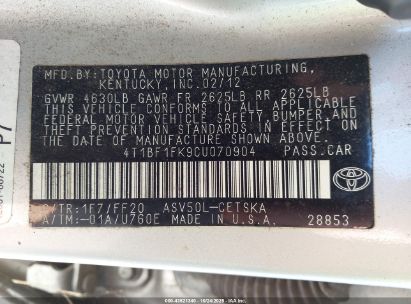 MFD.BY:TOYOTA MOTOR MANUFACTURING,
KENTUCKY, INC. 02/12
GVWR 4630LB GAWR FR 2625LB RR 2625LB
THIS VEHICLE CONFORMS TO ALL APPLICABLE
FEDERAL MOTOR VEHICLE SAFETY,BUMPER,AND
THEFT PREVENTION STANDARDS IN EFFECT ON
THE DATE OF MANUFACTURE SHOWN ABOVE.
4T1BF1FK9CU070904 PASS.CAR
C/TR:1F7/FF20 ASV50L-CETSKA
A/TM:-01A/U760E MADE IN U.S.A.
28853
TOYOTA
P7